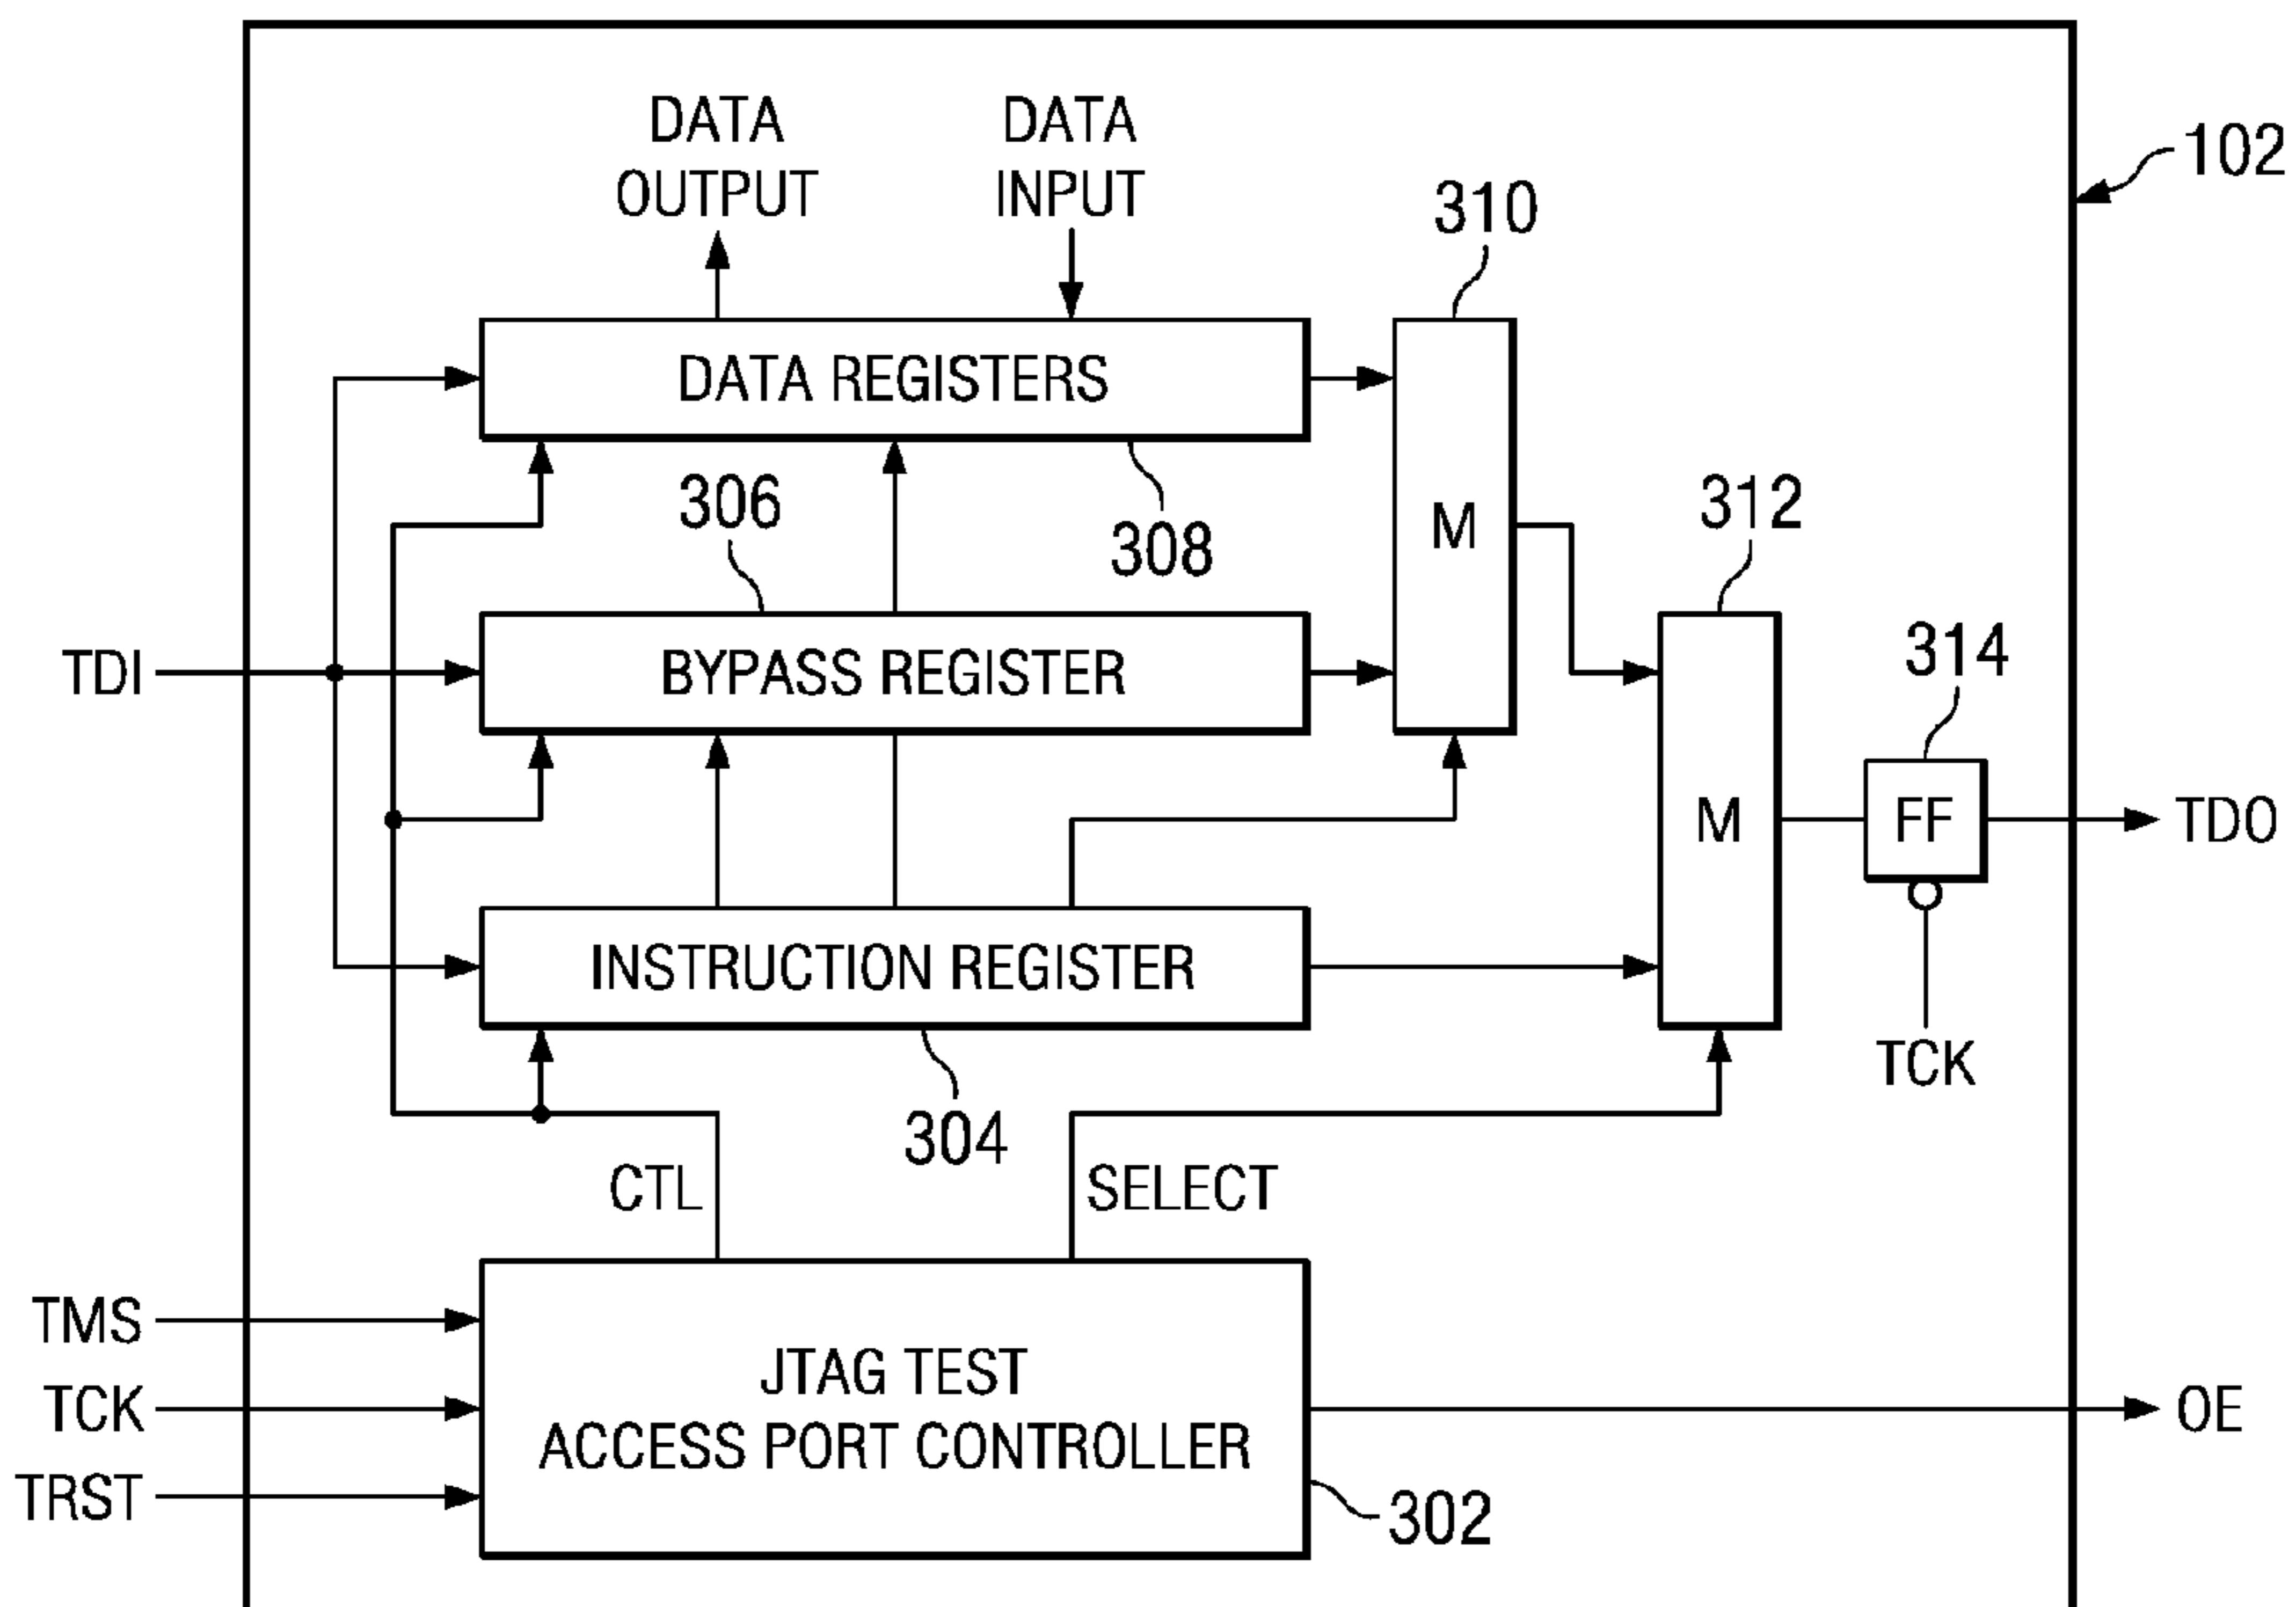 DATA
OUTPUT
DATA
INPUT
310
102
DATA REGISTERS
306
308
M
312
TDI
BYPASS REGISTER
314
M
FF
TDO
INSTRUCTION REGISTER
TCK
304
CTL
SELECT
TMS
TCK
TRST
JTAG TEST
ACCESS PORT CONTROLLER
OE
302